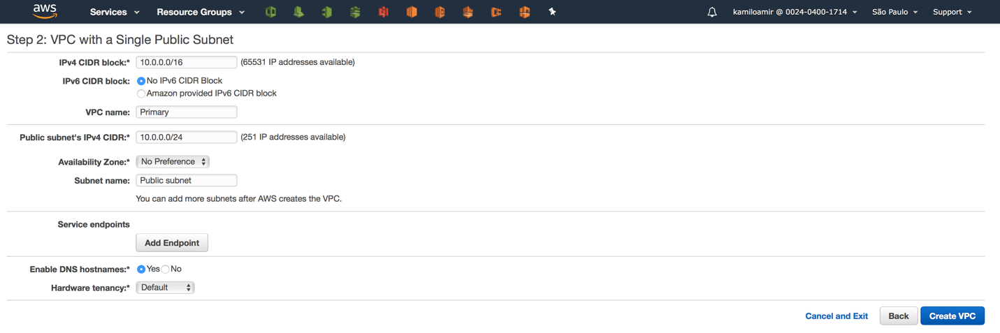 aws Services Resource Groups kamiloamir @ 0024-0400-1714 São Paulo Support
Step 2: VPC with a Single Public Subnet
IPv4 CIDR block:* 10.0.0.0/16 (65531 IP addresses available)
IPv6 CIDR block: No IPv6 CIDR Block
Amazon provided IPv6 CIDR block
VPC name: Primary
Public subnet's IPv4 CIDR:* 10.0.0.0/24 (251 IP addresses available)
Availability Zone:* No Preference
Subnet name: Public subnet
You can add more subnets after AWS creates the VPC.
Service endpoints
Add Endpoint
Enable DNS hostnames:* Yes No
Hardware tenancy:* Default
Cancel and Exit Back Create VPC